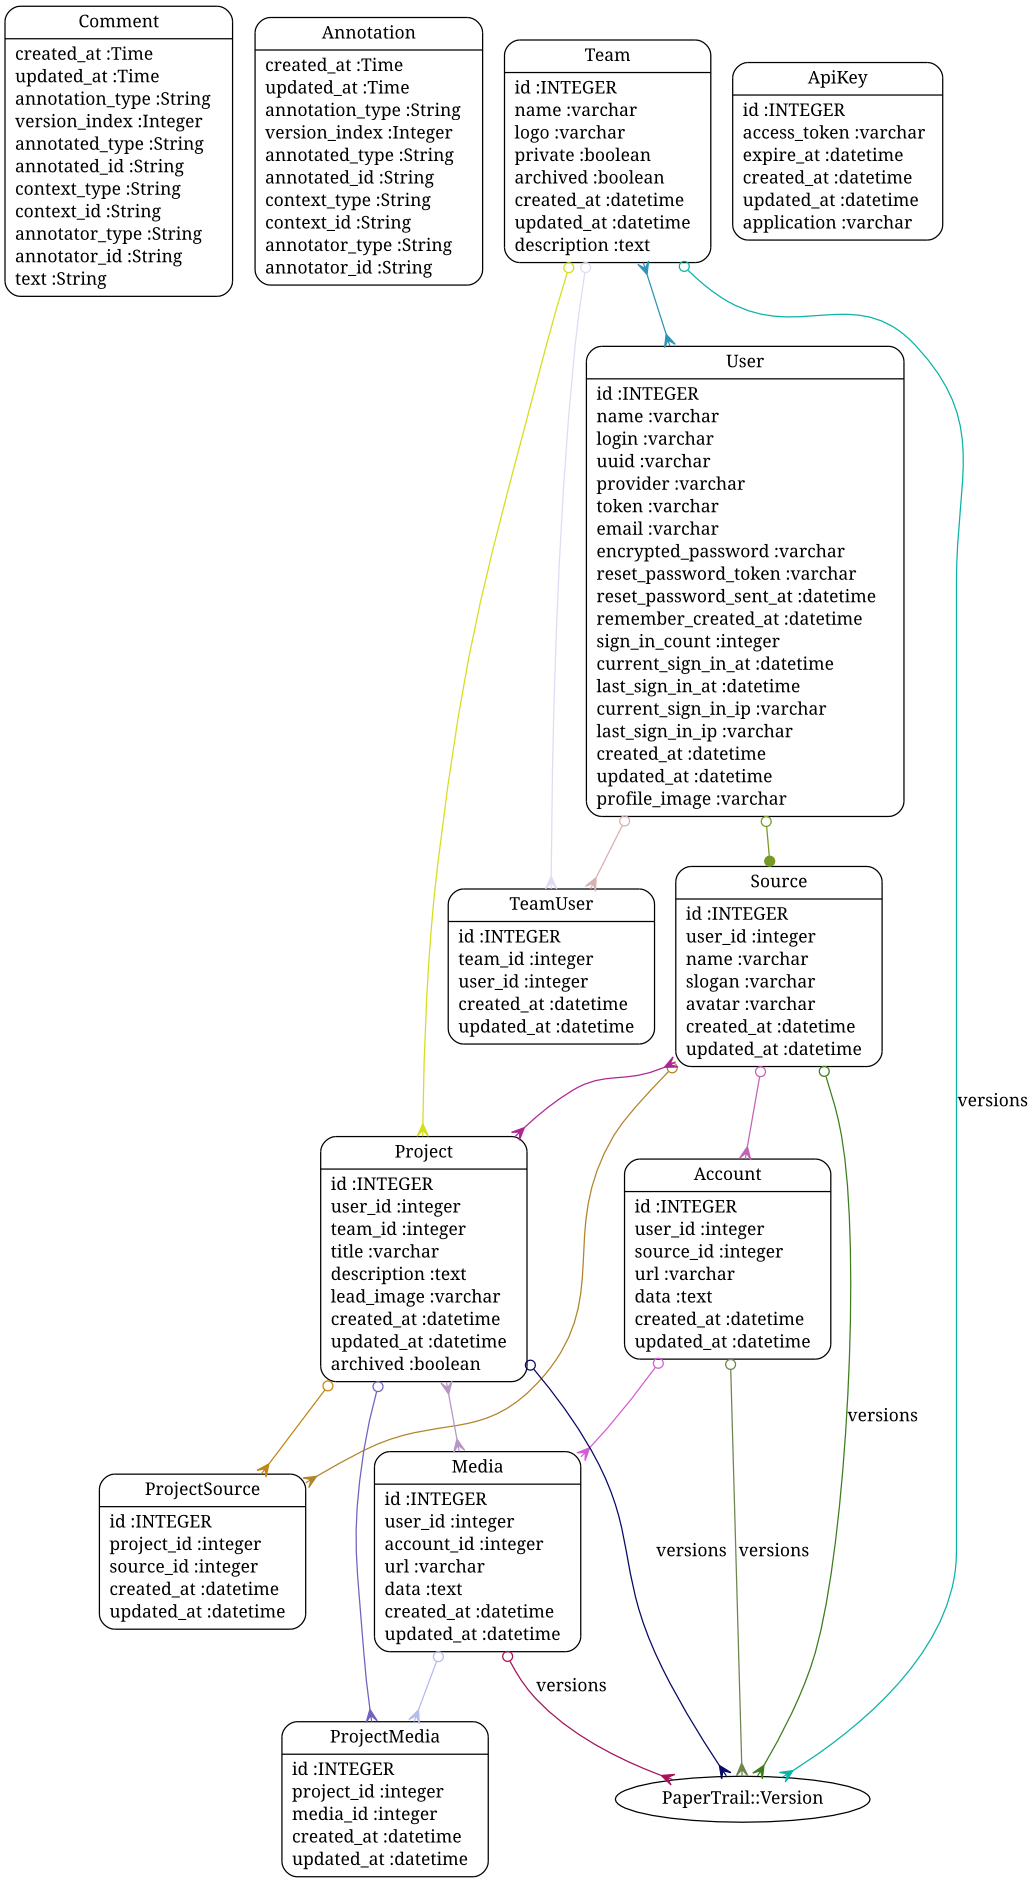 Comment
created_at :Time
updated_at :Time
annotation_type :String
version_index :Integer
annotated_type :String
annotated_id :String
context_type :String
context_id :String
annotator_type :String
annotator_id :String
text :String
Annotation
created_at :Time
updated_at :Time
annotation_type :String
version_index :Integer
annotated_type :String
annotated_id :String
context_type :String
context_id :String
annotator_type :String
annotator_id :String
Team
id :INTEGER
name :varchar
logo :varchar
private :boolean
archived :boolean
created_at :datetime
updated_at :datetime
description :text
ApiKey
id :INTEGER
access_token :varchar
expire_at :datetime
created_at :datetime
updated_at :datetime
application :varchar
User
id :INTEGER
name :varchar
login :varchar
uuid :varchar
provider :varchar
token :varchar
email :varchar
encrypted_password :varchar
reset_password_token :varchar
reset_password_sent_at :datetime
remember_created_at :datetime
sign_in_count :integer
current_sign_in_at :datetime
last_sign_in_at :datetime
current_sign_in_ip :varchar
last_sign_in_ip :varchar
created_at :datetime
updated_at :datetime
profile_image :varchar
TeamUser
id :INTEGER
team_id :integer
user_id :integer
created_at :datetime
updated_at :datetime
Source
id :INTEGER
user_id :integer
name :varchar
slogan :varchar
avatar :varchar
created_at :datetime
updated_at :datetime
versions
Project
id :INTEGER
user_id :integer
team_id :integer
title :varchar
description :text
lead_image :varchar
created_at :datetime
updated_at :datetime
archived :boolean
Account
id :INTEGER
user_id :integer
source_id :integer
url :varchar
data :text
created_at :datetime
updated_at :datetime
versions
ProjectSource
id :INTEGER
project_id :integer
source_id :integer
created_at :datetime
updated_at :datetime
Media
id :INTEGER
user_id :integer
account_id :integer
url :varchar
data :text
created_at :datetime
updated_at :datetime
versions
versions
versions
ProjectMedia
id :INTEGER
project_id :integer
media_id :integer
created_at :datetime
updated_at :datetime
PaperTrail::Version